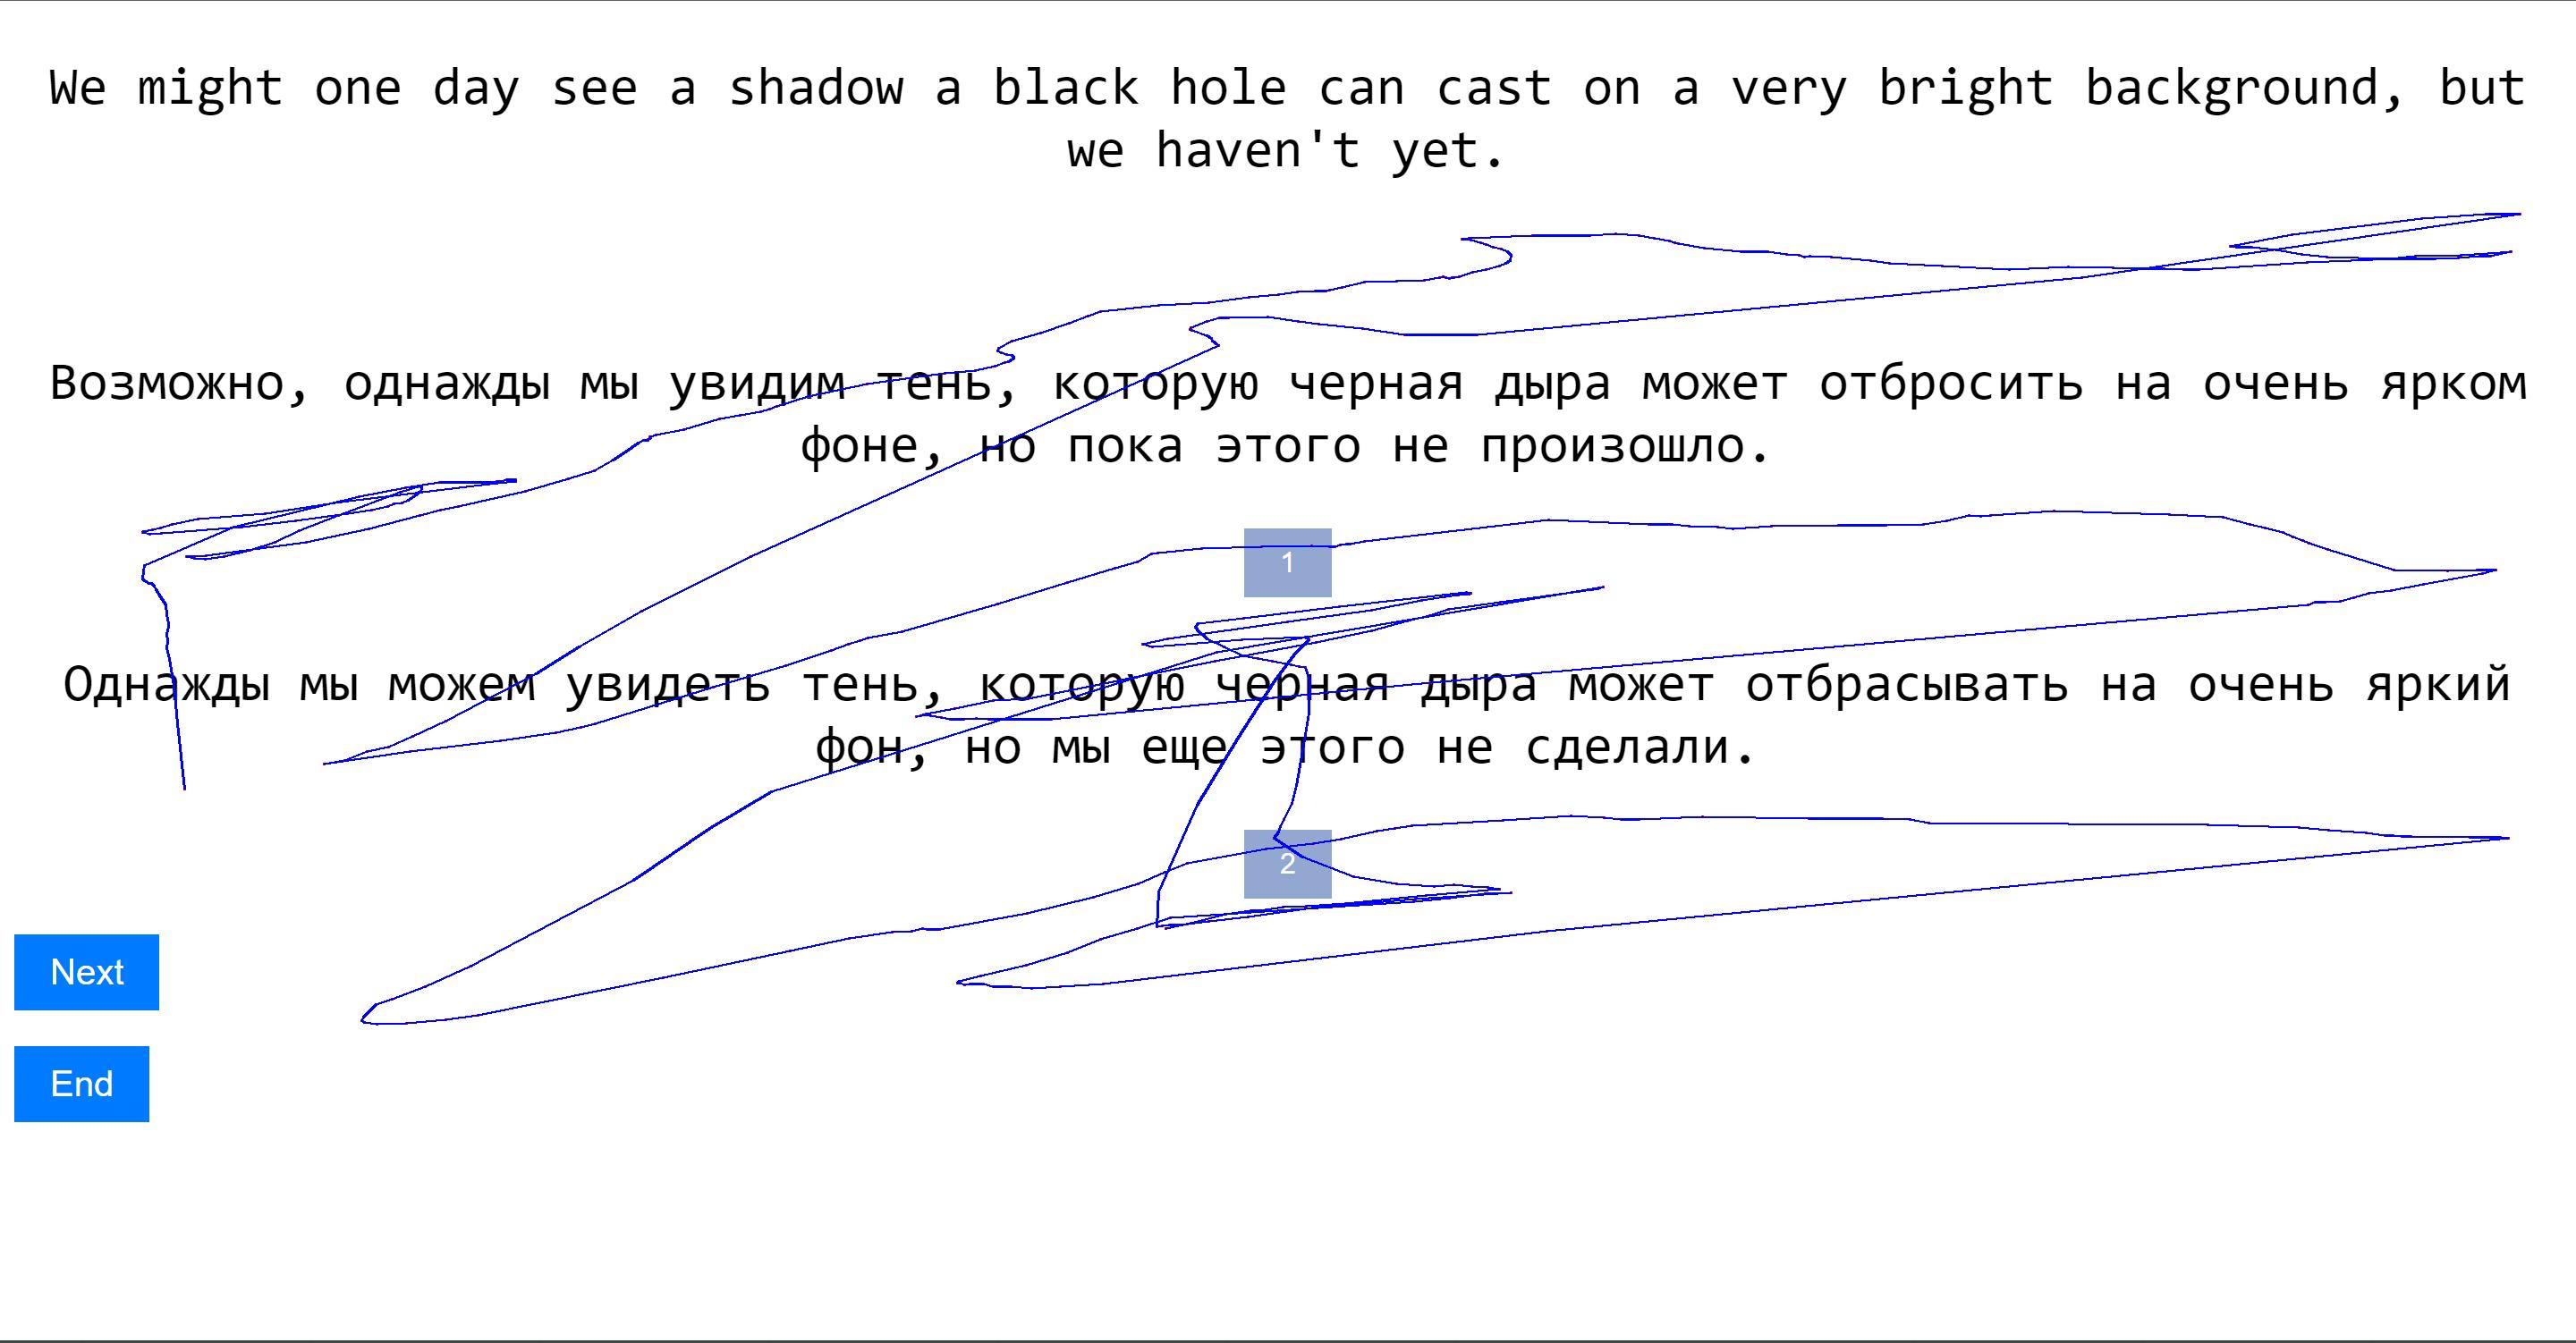 We might one day see a shadow a black hole can cast on a very bright background, but
we haven't yet.
Возможно, однажды мы увидим тень, которую черная дыра может отбросить на очень ярком
фоне, но пока этого не произошло.
1
Однажды мы можем увидеть тень, которую черная дыра может отбрасывать на очень яркий
фон, но мы еще этого не сделали.
2
Next
End